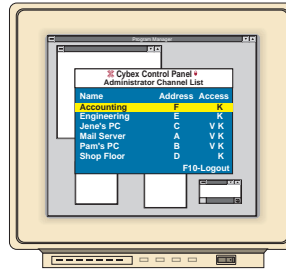 Program Manager
Cybex Control Panel
Administrator Channel List
Name Address Access
Accounting F K
Engineering E K
Jene's PC C V K
Mail Server A V K
Pam's PC B V K
Shop Floor D K
F10-Logout